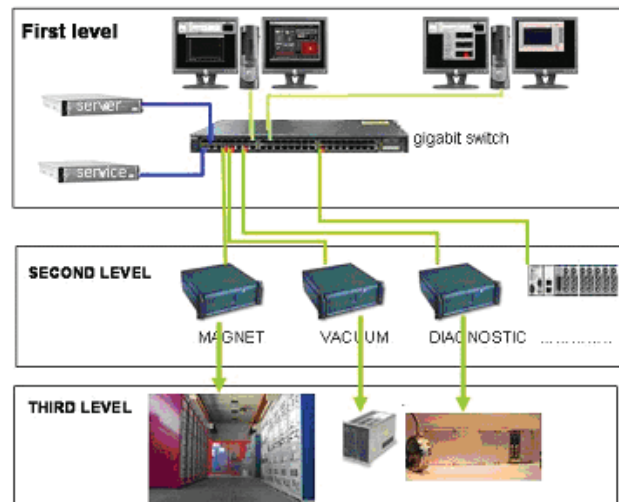 First level
server
gigabit switch
service
SECOND LEVEL
MAGNET
VACUUM
DIAGNOSTIC ..............
THIRD LEVEL